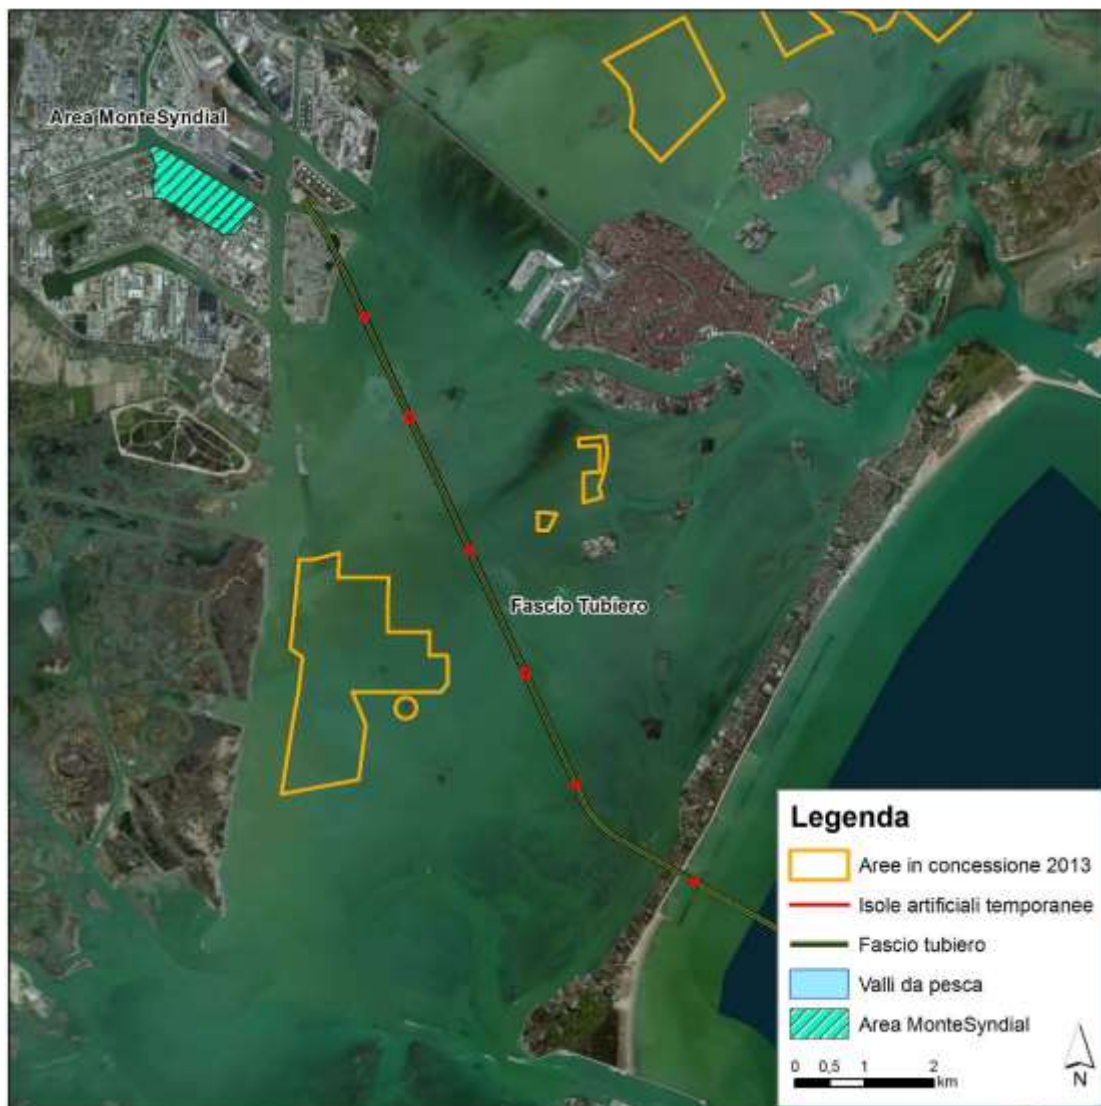 Area MonteSyndial
Fascio Tubiero
Legenda
Aree in concessione 2013
Isole artificiali temporanee
Fascio tubiero
Valli da pesca
Area MonteSyndial
0 0,5 1 2
km
N